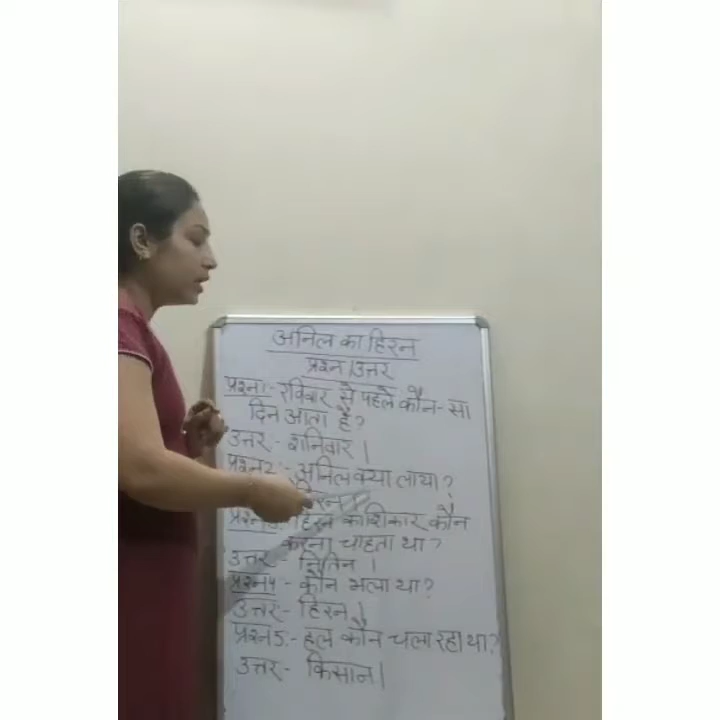 अनिल का हिरन
प्रश्न/उत्तर
प्रश्न1:- रविवार से पहले कौन-सा
दिन आता है?
उत्तर:- शनिवार।
प्रश्न2:- अनिल क्या लाया?
हिरन।
प्रश्न3:- हिरन का शिकार कौन
करना चाहता था?
उत्तर:- नितिन।
प्रश्न4:- कौन भला था?
उत्तर:- हिरन।
प्रश्न5:- हल कौन चला रहा था?
उत्तर:- किसान।